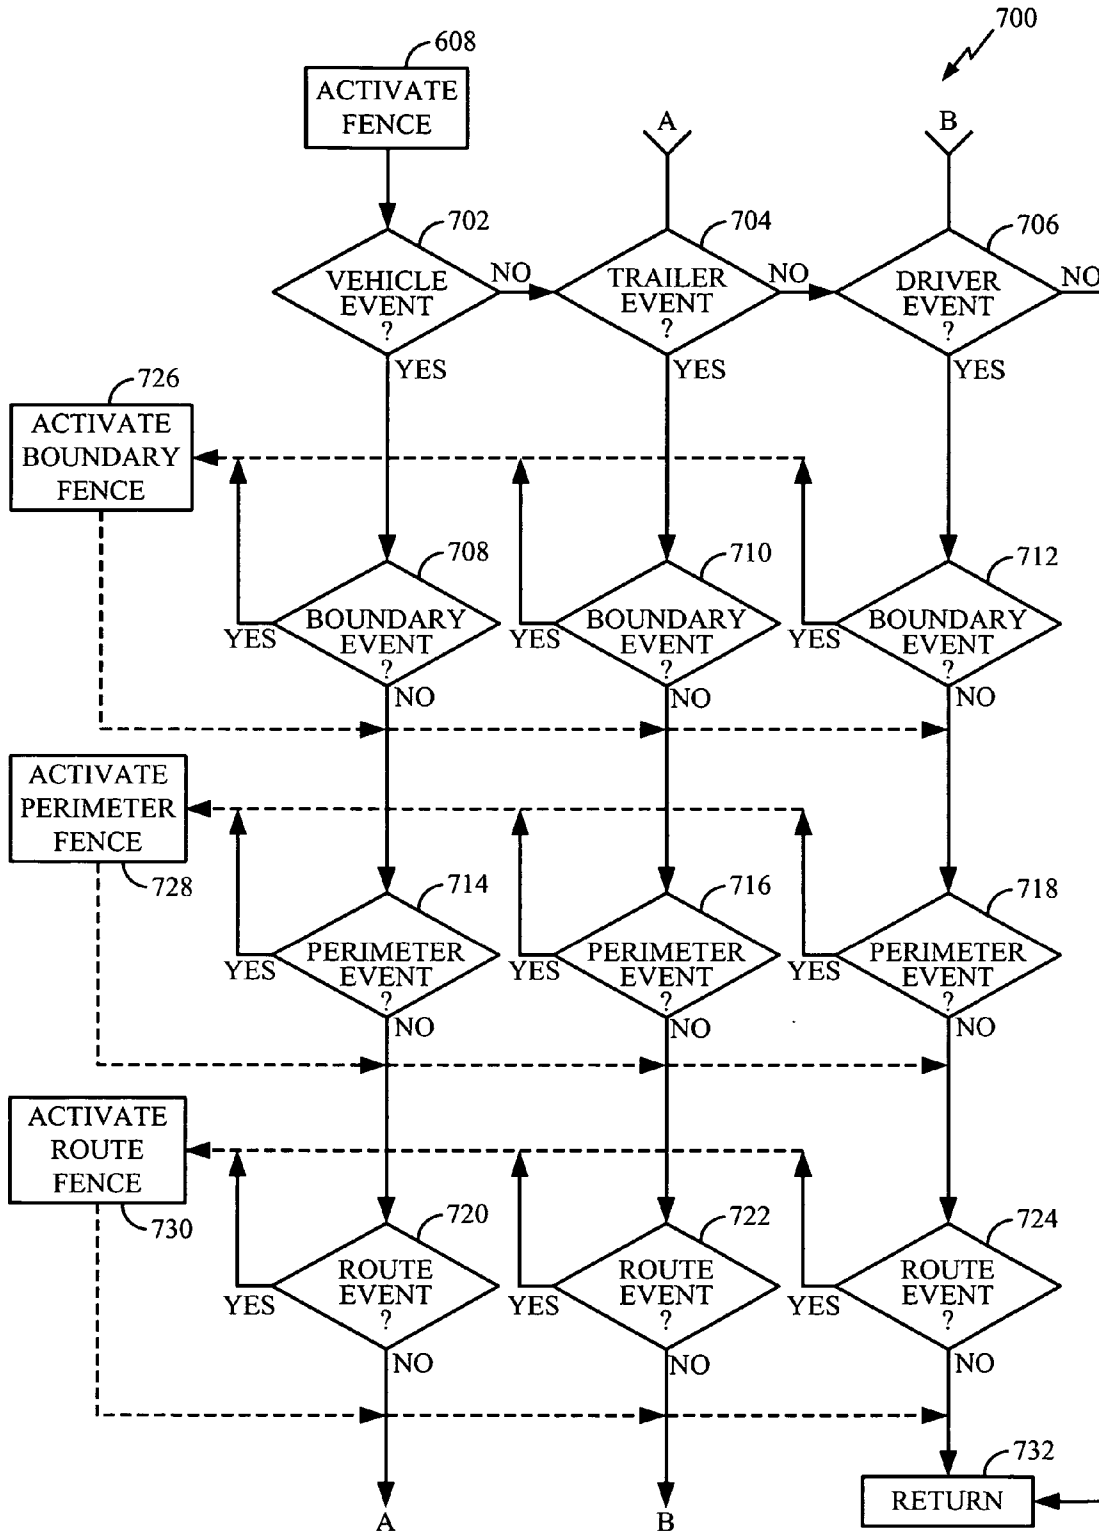 700
608
ACTIVATE
FENCE
A
B
702
704
706
VEHICLE
EVENT
?
NO
TRAILER
EVENT
?
NO
DRIVER
EVENT
?
NO
YES
YES
YES
726
ACTIVATE
BOUNDARY
FENCE
708
710
712
BOUNDARY
EVENT
?
YES
NO
BOUNDARY
EVENT
?
YES
NO
BOUNDARY
EVENT
?
YES
NO
ACTIVATE
PERIMETER
FENCE
728
714
716
718
PERIMETER
EVENT
?
YES
NO
PERIMETER
EVENT
?
YES
NO
PERIMETER
EVENT
?
YES
NO
ACTIVATE
ROUTE
FENCE
730
720
722
724
ROUTE
EVENT
?
YES
NO
ROUTE
EVENT
?
YES
NO
ROUTE
EVENT
?
YES
NO
732
RETURN
A
B